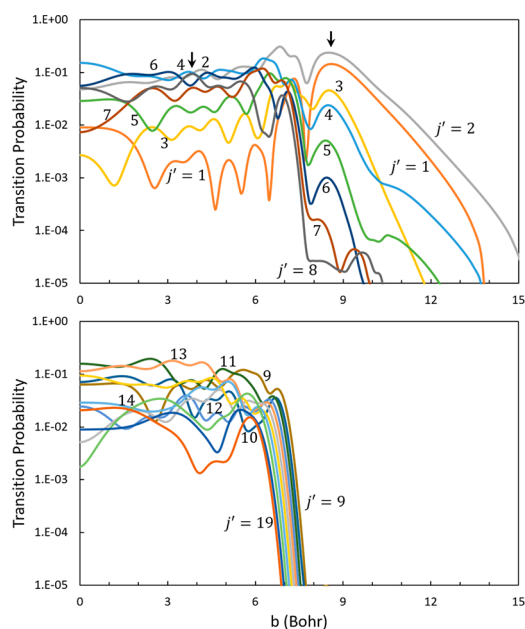 1.E+00
1.E-01
1.E-02
1.E-03
1.E-04
1.E-05
Transition Probability
6 4 2
7 5 3
j′ = 1
3
4
5
6
7
j′ = 8
j′ = 2
j′ = 1
0 3 6 9 12 15
1.E+00
1.E-01
1.E-02
1.E-03
1.E-04
1.E-05
Transition Probability
13 11 9
14 12 10
j′ = 19
j′ = 9
0 3 6 9 12 15
b (Bohr)